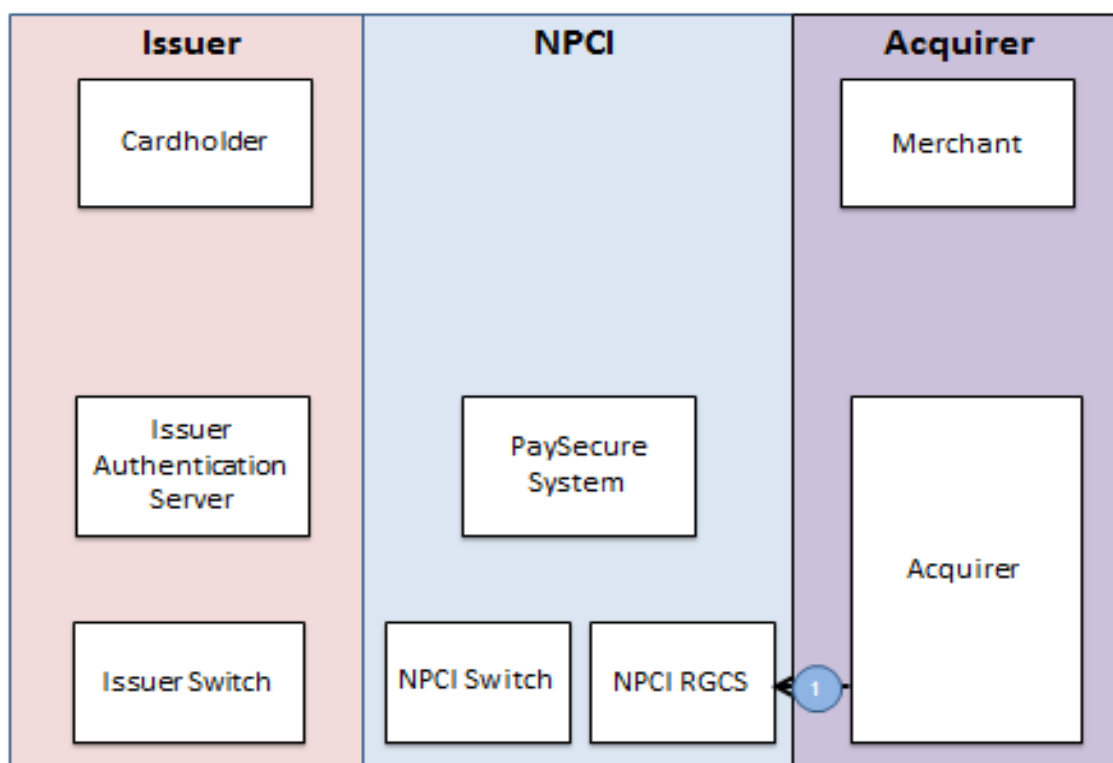 Issuer
NPCI
Acquirer
Cardholder
Merchant
Issuer
Authentication
Server
PaySecure
System
Acquirer
Issuer Switch
NPCI Switch
NPCI RGCS
1